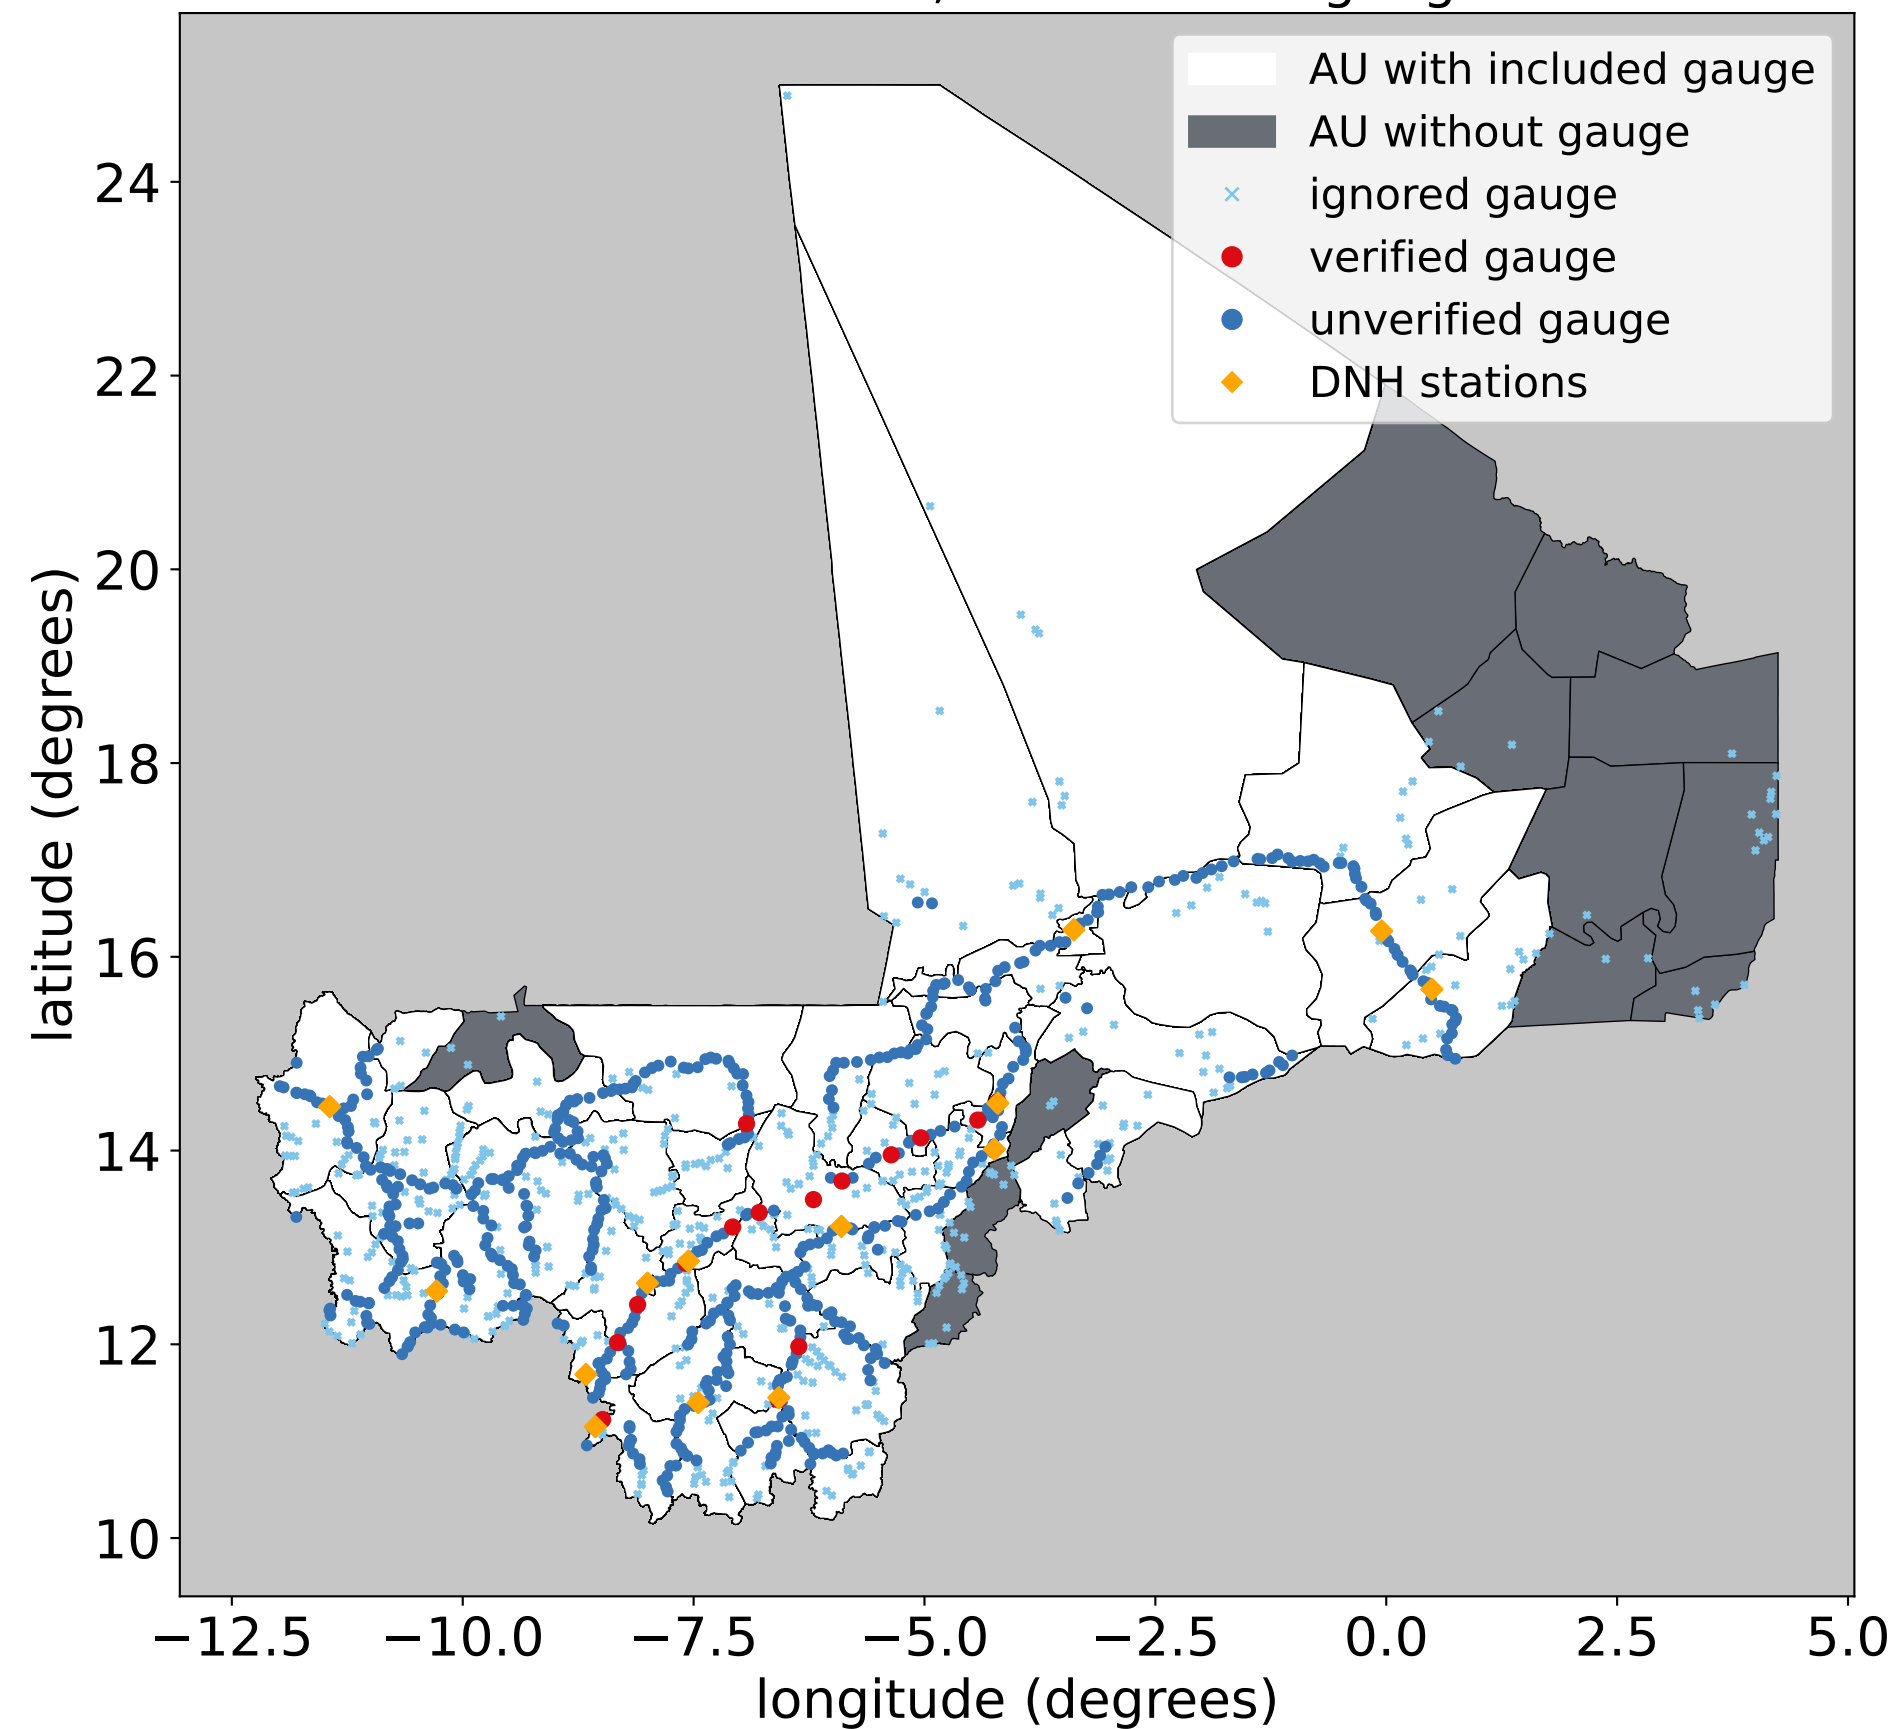 AU with included gauge
AU without gauge
ignored gauge
verified gauge
unverified gauge
DNH stations
24
22
20
18
16
14
12
10
latitude (degrees)
−12.5 −10.0 −7.5 −5.0 −2.5 0.0 2.5 5.0
longitude (degrees)